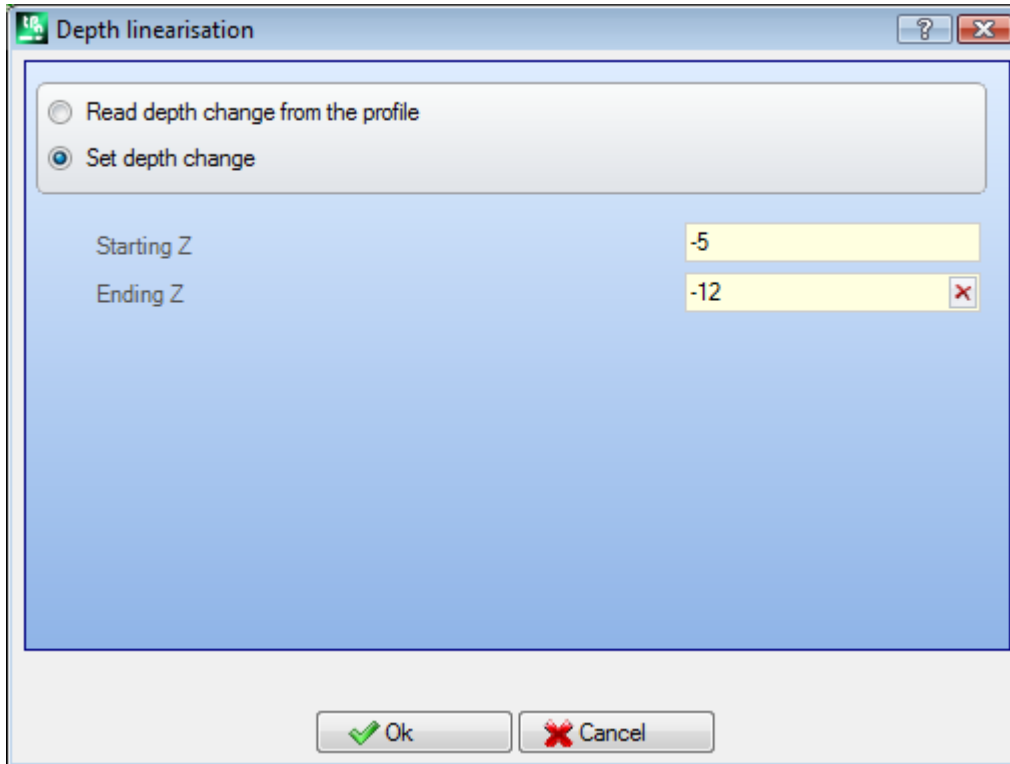 Depth linearisation
Read depth change from the profile
Set depth change
Starting Z -5
Ending Z -12
Ok Cancel